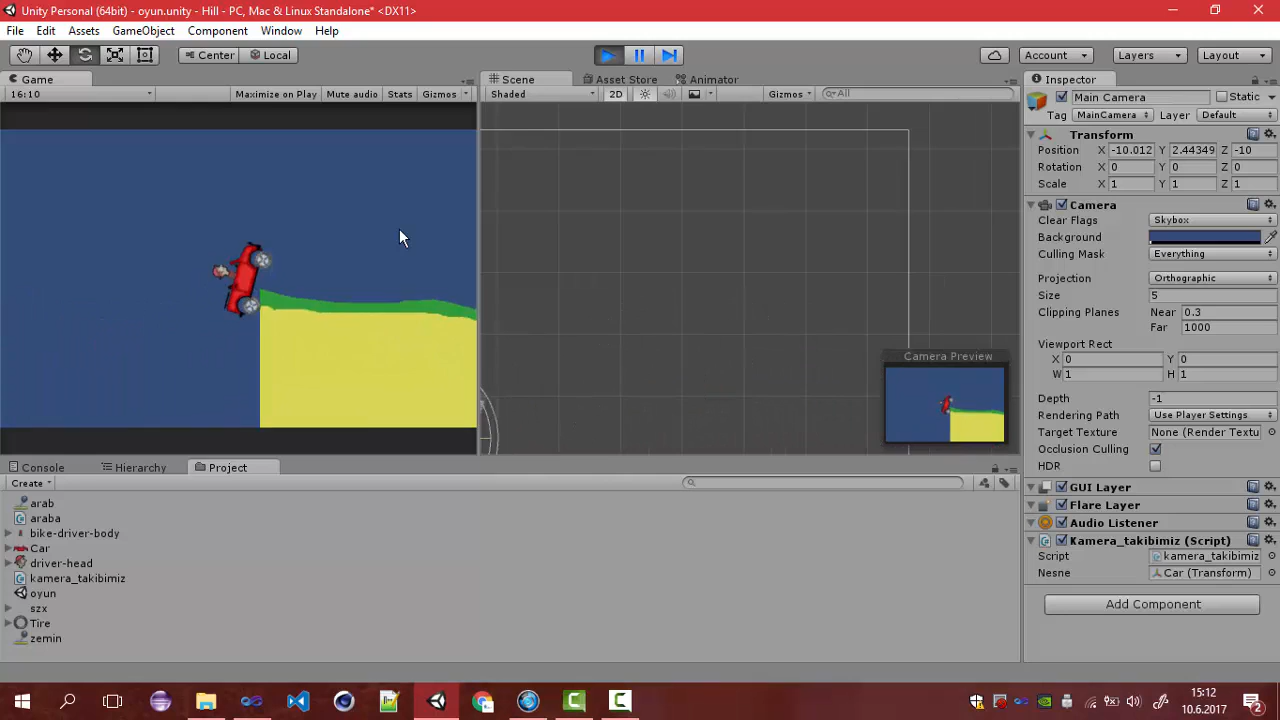 Unity Personal (64bit) - oyun.unity - Hill - PC, Mac & Linux Standalone* <DX11>
File Edit Assets GameObject Component Window Help
Center Local Account Layers Layout
Game Scene Asset Store Animator Inspector
16:10 Maximize on Play Mute audio Stats Gizmos Shaded 2D Gizmos All
Main Camera Static
Tag MainCamera Layer Default
Transform
Position X -10.012 Y 2.44349 Z -10
Rotation X 0 Y 0 Z 0
Scale X 1 Y 1 Z 1
Camera
Clear Flags Skybox
Background
Culling Mask Everything
Projection Orthographic
Size 5
Clipping Planes Near 0.3
Far 1000
Viewport Rect
X 0 Y 0
W 1 H 1
Camera Preview
Depth -1
Rendering Path Use Player Settings
Target Texture None (Render Textu
Occlusion Culling
HDR
GUI Layer
Flare Layer
Audio Listener
Kamera_takibimiz (Script)
Script kamera_takibimiz
Nesne Car (Transform)
Add Component
Console Hierarchy Project
Create
arab
araba
bike-driver-body
Car
driver-head
kamera_takibimiz
oyun
szx
Tire
zemin
15:12
10.6.2017
2